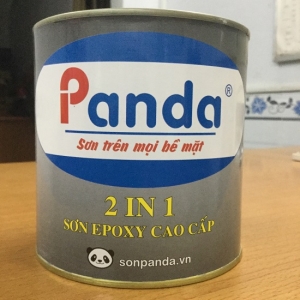 Panda®
Sơn trên mọi bề mặt
2 IN 1
SƠN EPOXY CAO CẤP
sonpanda.vn